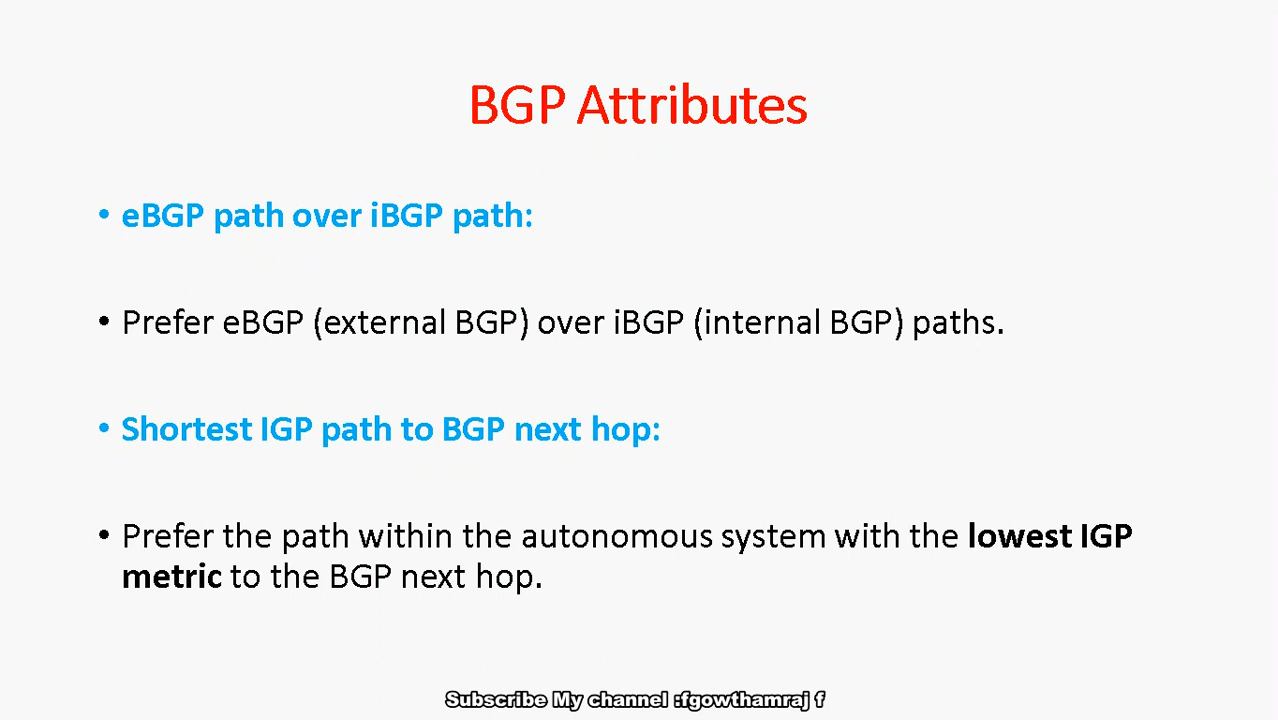 BGP Attributes
• eBGP path over iBGP path:
• Prefer eBGP (external BGP) over iBGP (internal BGP) paths.
• Shortest IGP path to BGP next hop:
• Prefer the path within the autonomous system with the lowest IGP
metric to the BGP next hop.
Subscribe My channel :fgowthamraj f